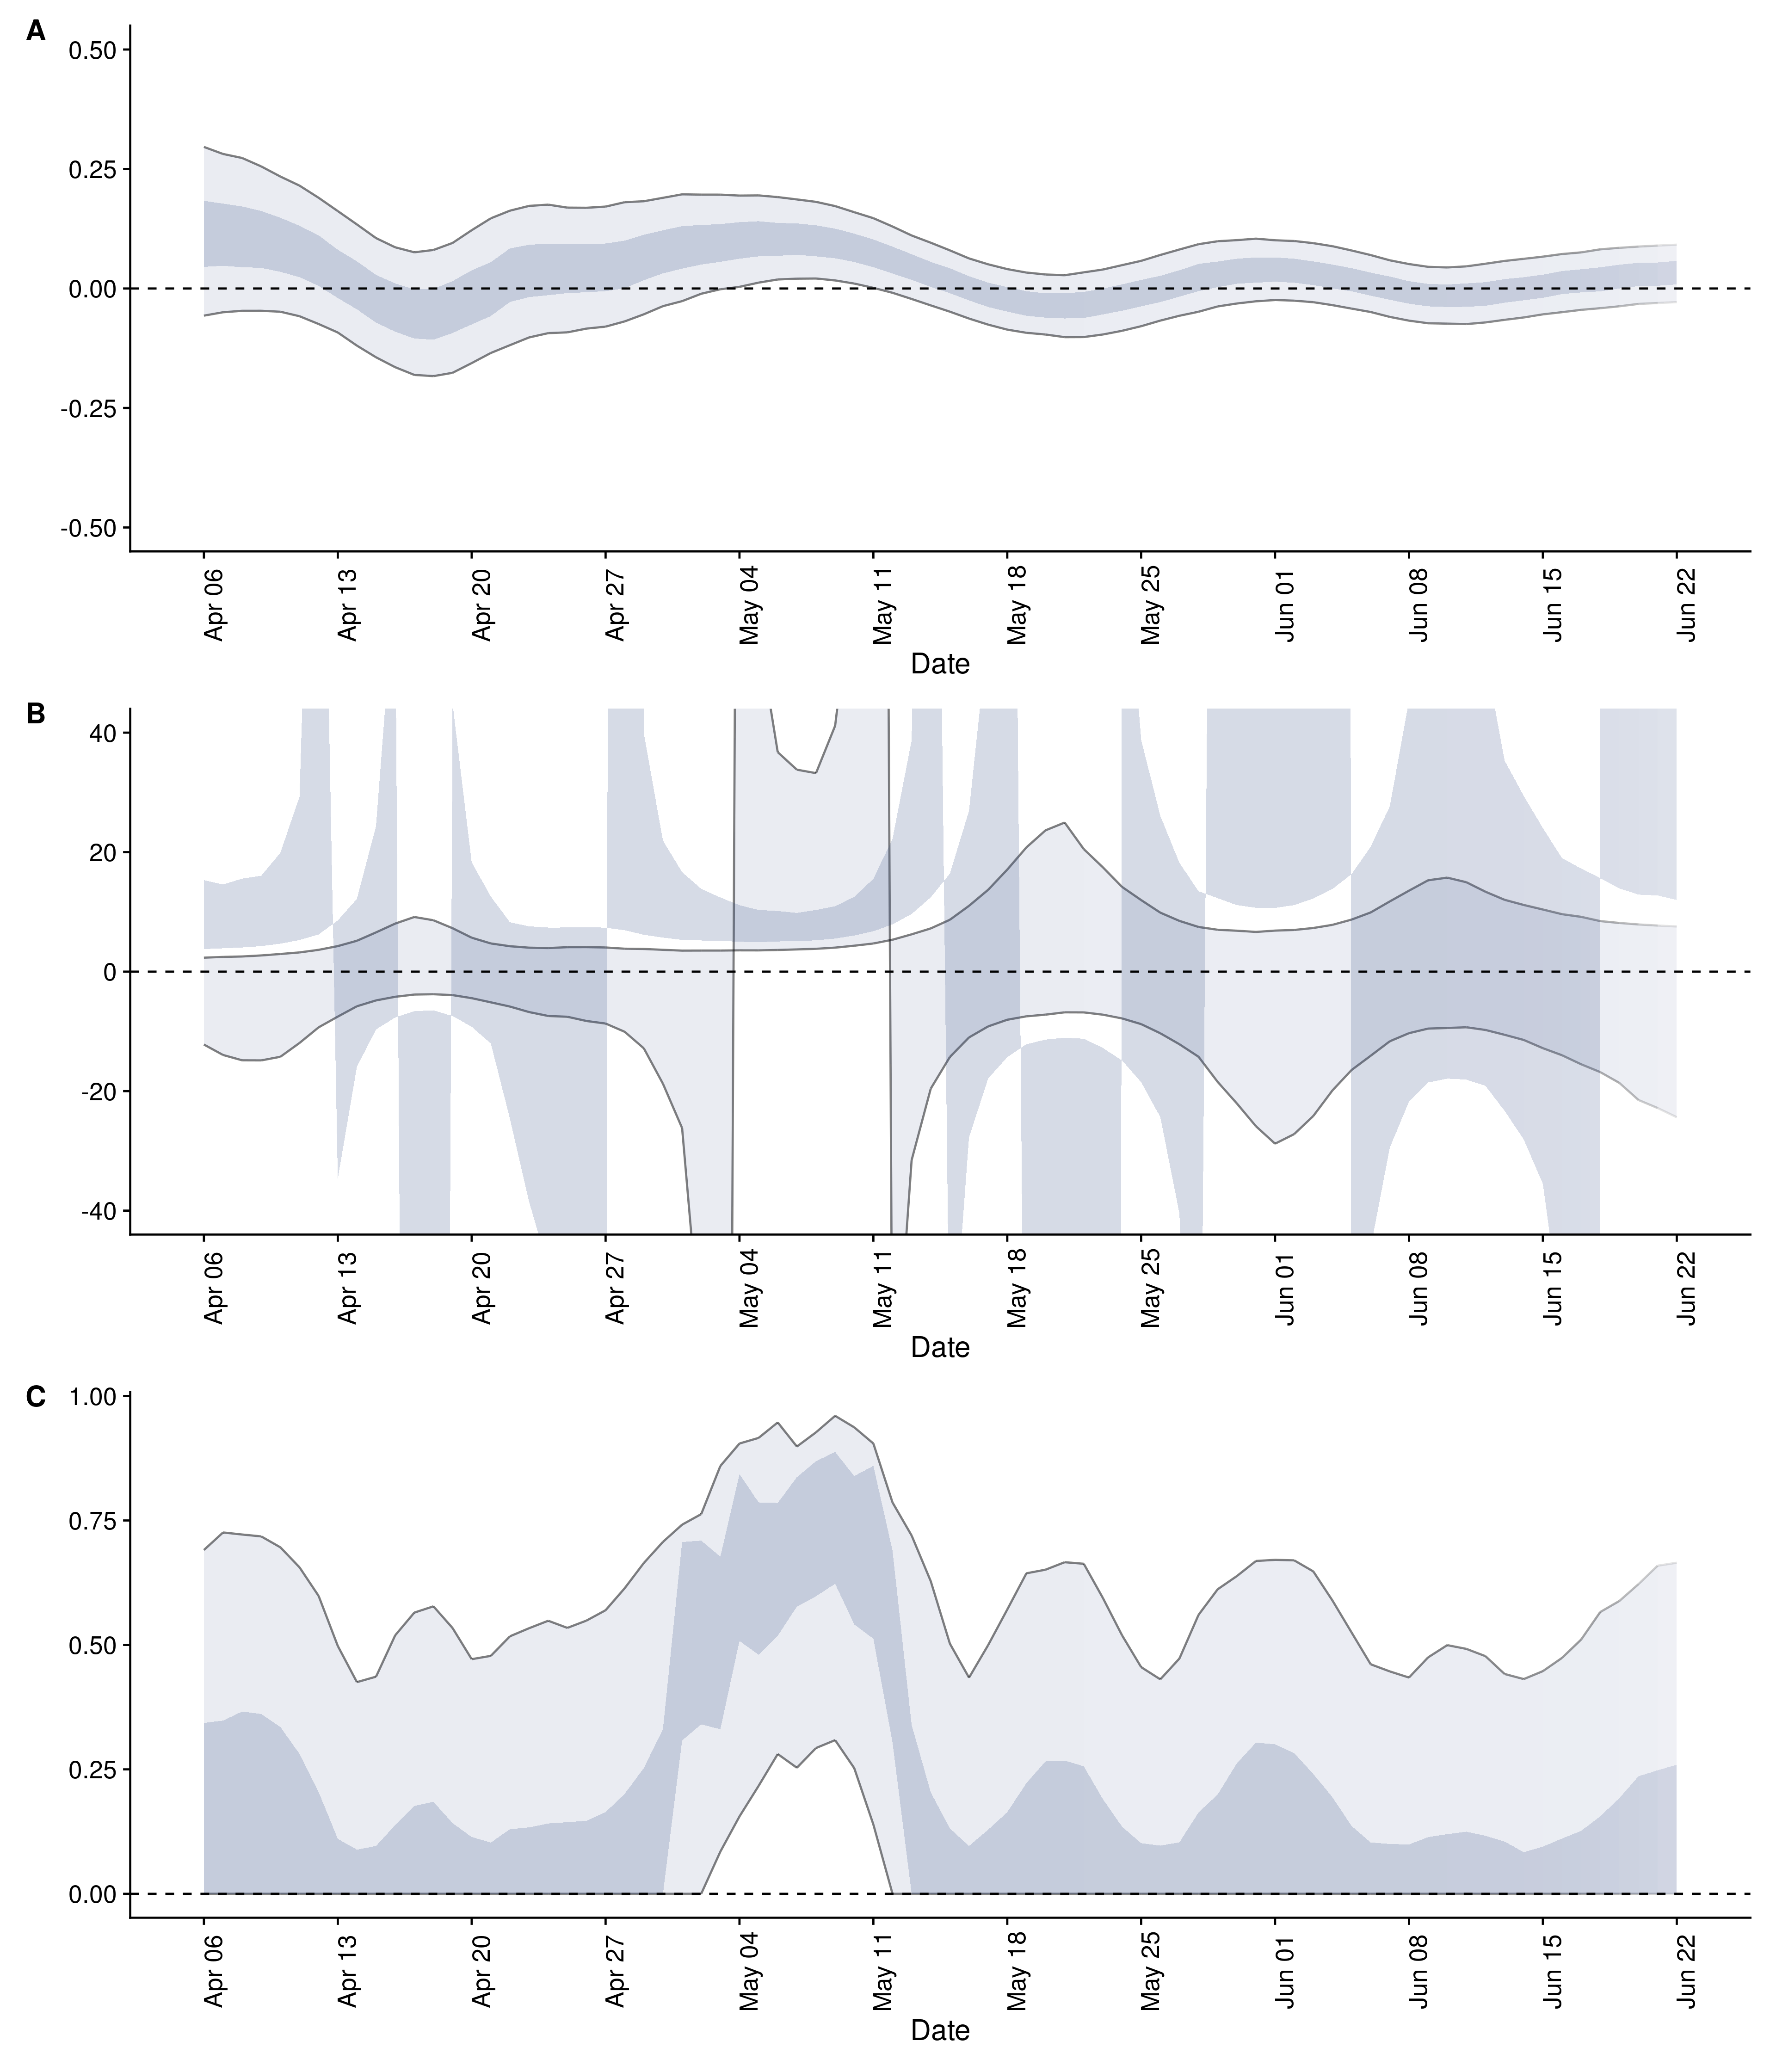 A
0.50
0.25
0.00
-0.25
-0.50
Apr 06
Apr 13
Apr 20
Apr 27
May 04
May 11
May 18
May 25
Jun 01
Jun 08
Jun 15
Jun 22
Date
B
40
20
0
-20
-40
Apr 06
Apr 13
Apr 20
Apr 27
May 04
May 11
May 18
May 25
Jun 01
Jun 08
Jun 15
Jun 22
Date
C
1.00
0.75
0.50
0.25
0.00
Apr 06
Apr 13
Apr 20
Apr 27
May 04
May 11
May 18
May 25
Jun 01
Jun 08
Jun 15
Jun 22
Date